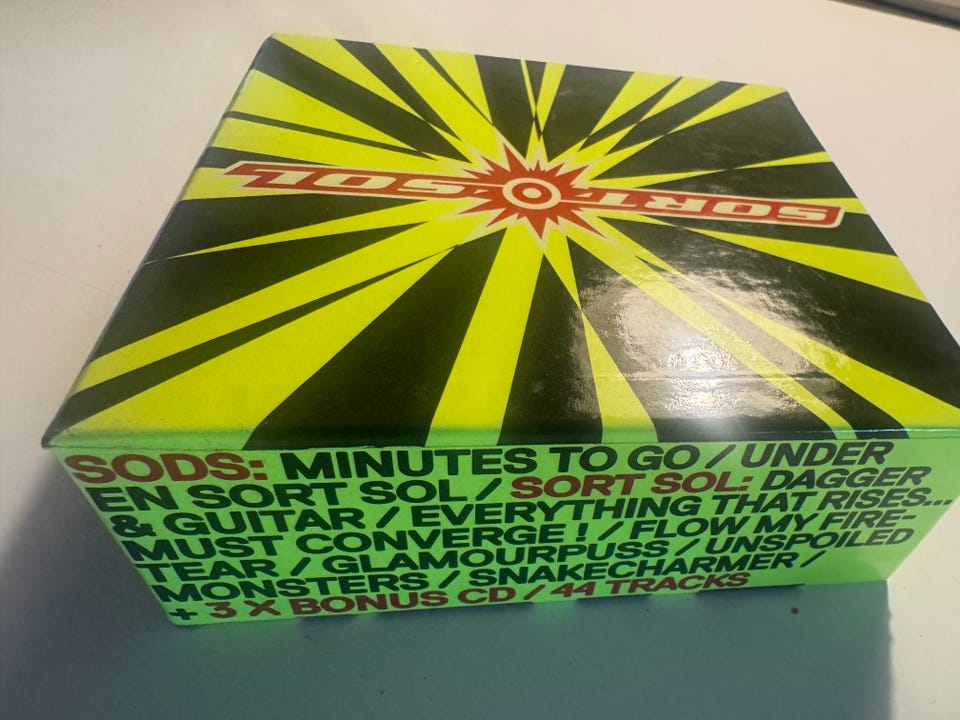 SORT SOL
SODS: MINUTES TO GO / UNDER
EN SORT SOL / SORT SOL: DAGGER
& GUITAR / EVERYTHING THAT RISES...
MUST CONVERGE ! / FLOW MY FIRE-
TEAR / GLAMOURPUSS / UNSPOILED
MONSTERS / SNAKECHARMER /
+ 3 X BONUS CD / 44 TRACKS